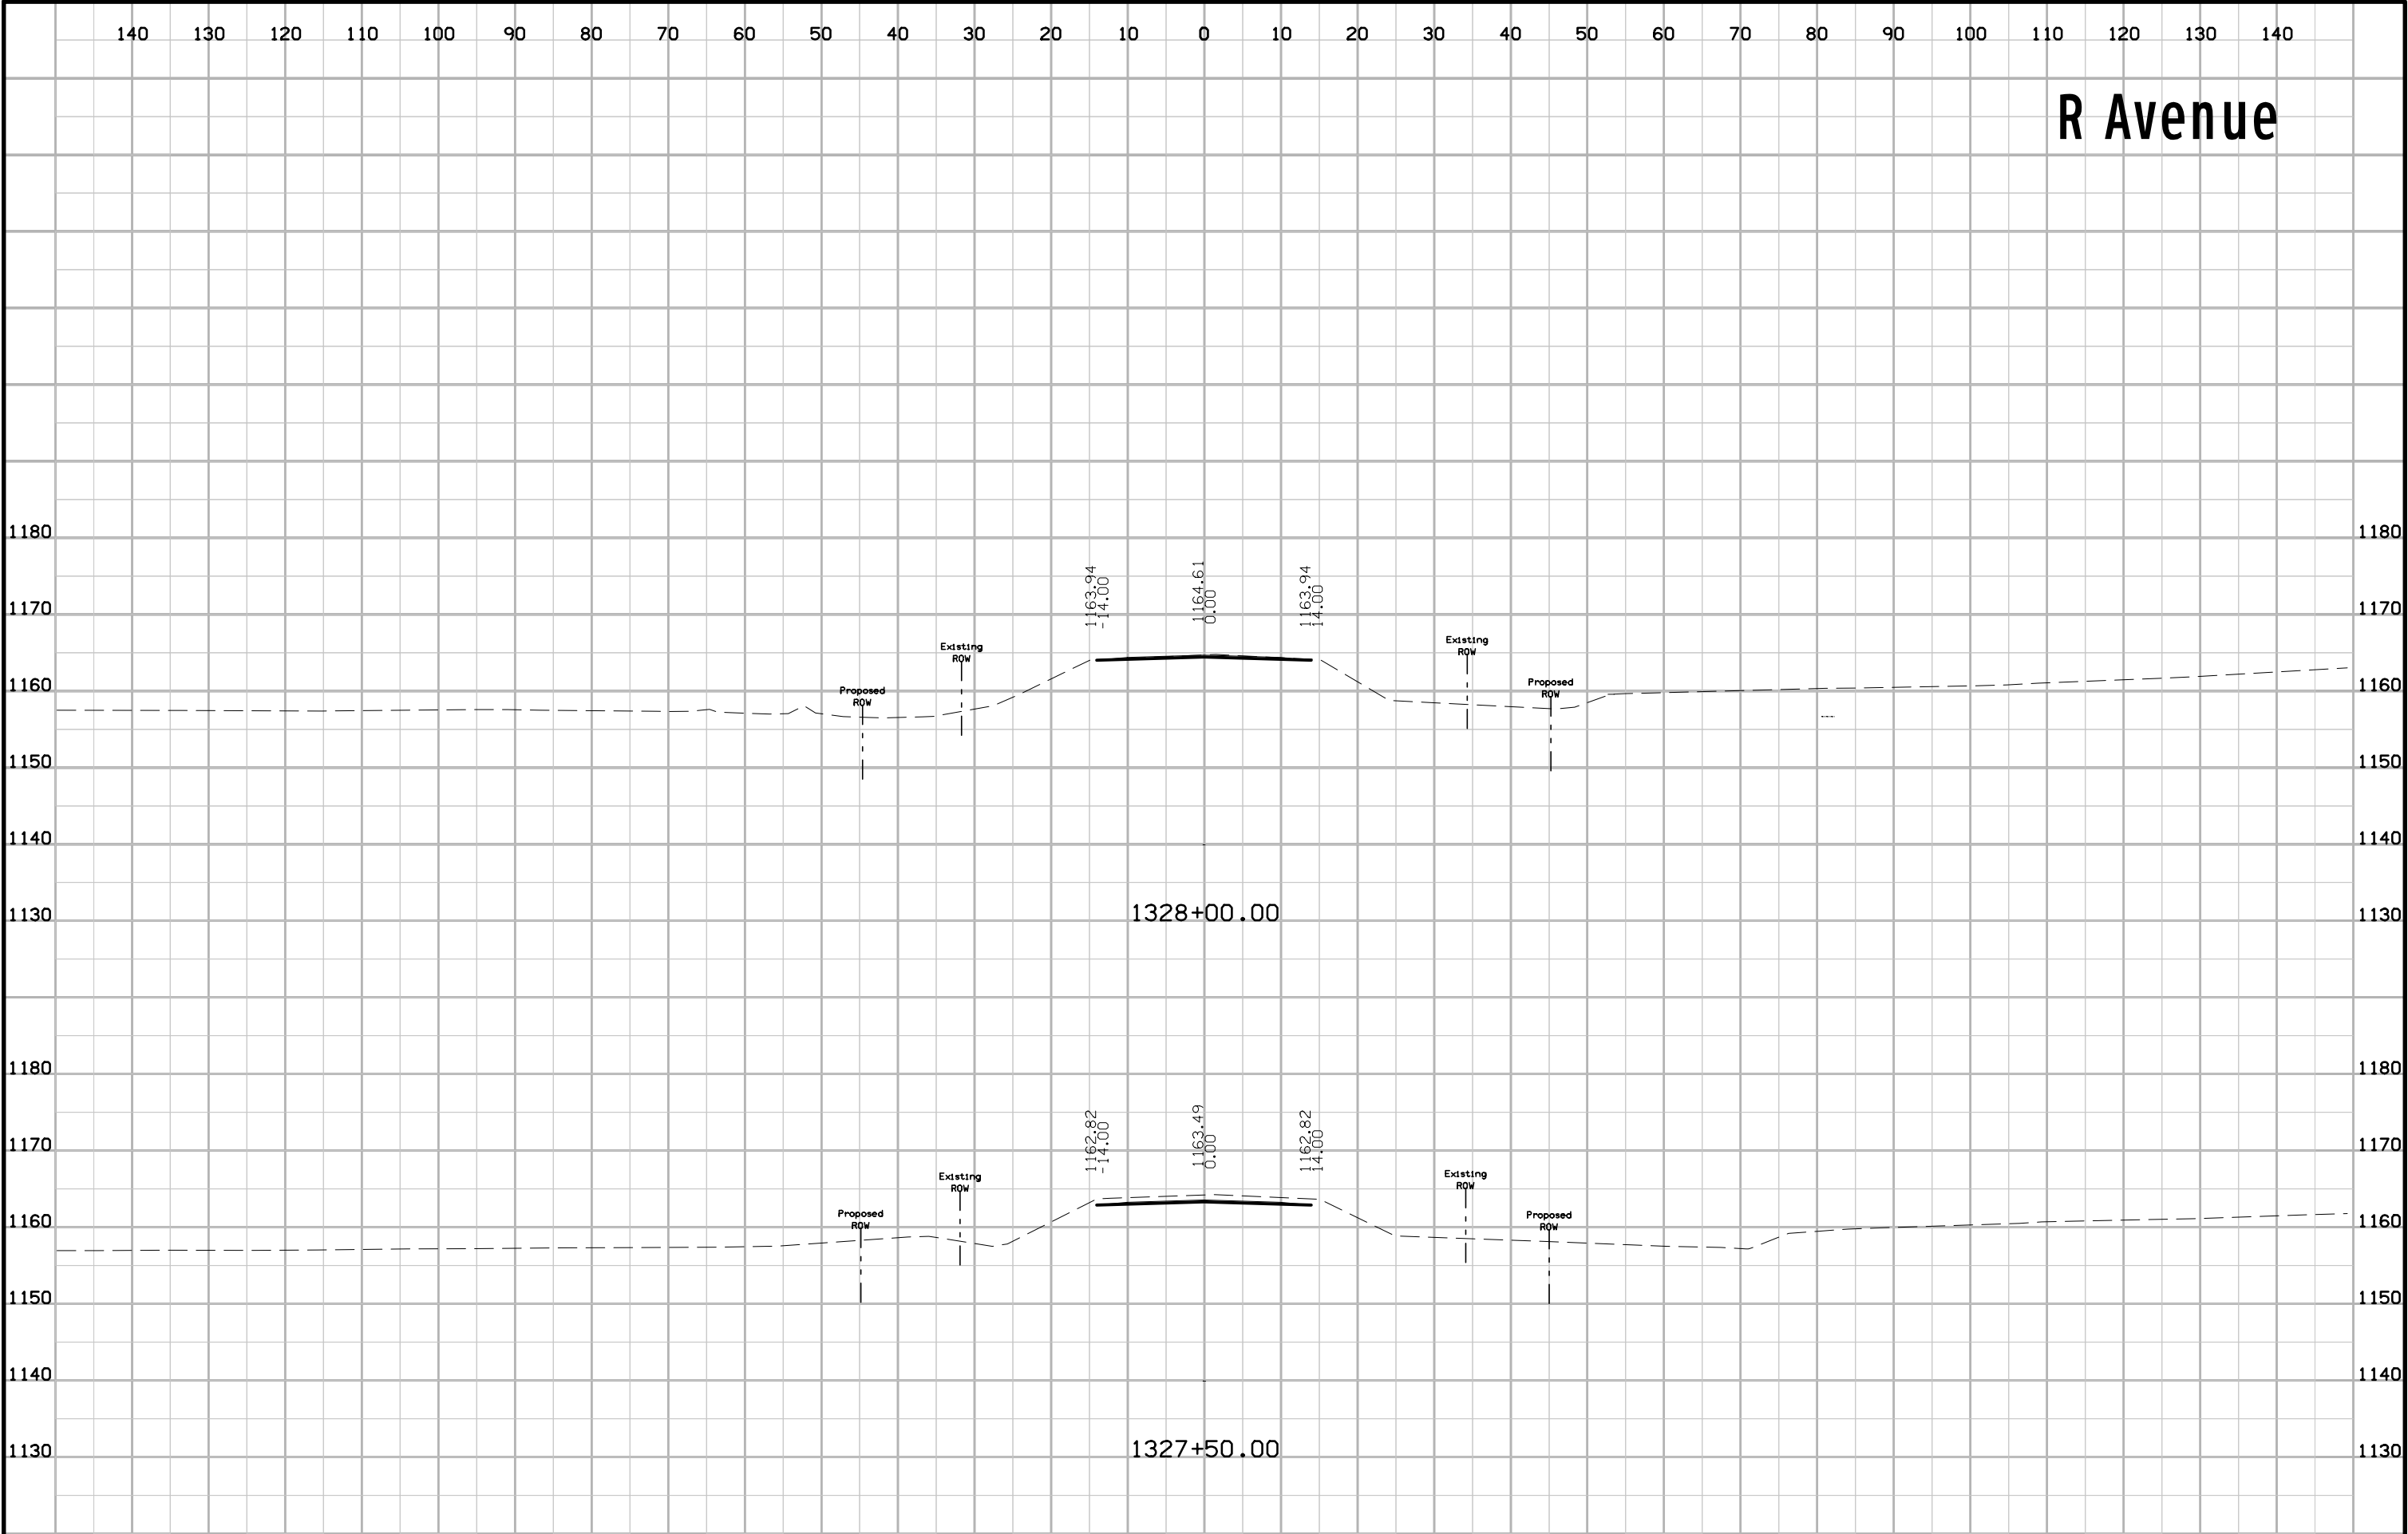 140 130 120 110 100 90 80 70 60 50 40 30 20 10 0 10 20 30 40 50 60 70 80 90 100 110 120 130 140
R Avenue
1180 1180
1163.94
-14.00
1164.61
0.00
1163.94
14.00
1170 1170
Existing
ROW
Existing
ROW
Proposed
ROW
Proposed
ROW
1160 1160
1150 1150
1140 1140
1328+00.00
1130 1130
1180 1180
1162.82
-14.00
1163.49
0.00
1162.82
14.00
1170 1170
Existing
ROW
Existing
ROW
Proposed
ROW
Proposed
ROW
1160 1160
1150 1150
1140 1140
1327+50.00
1130 1130